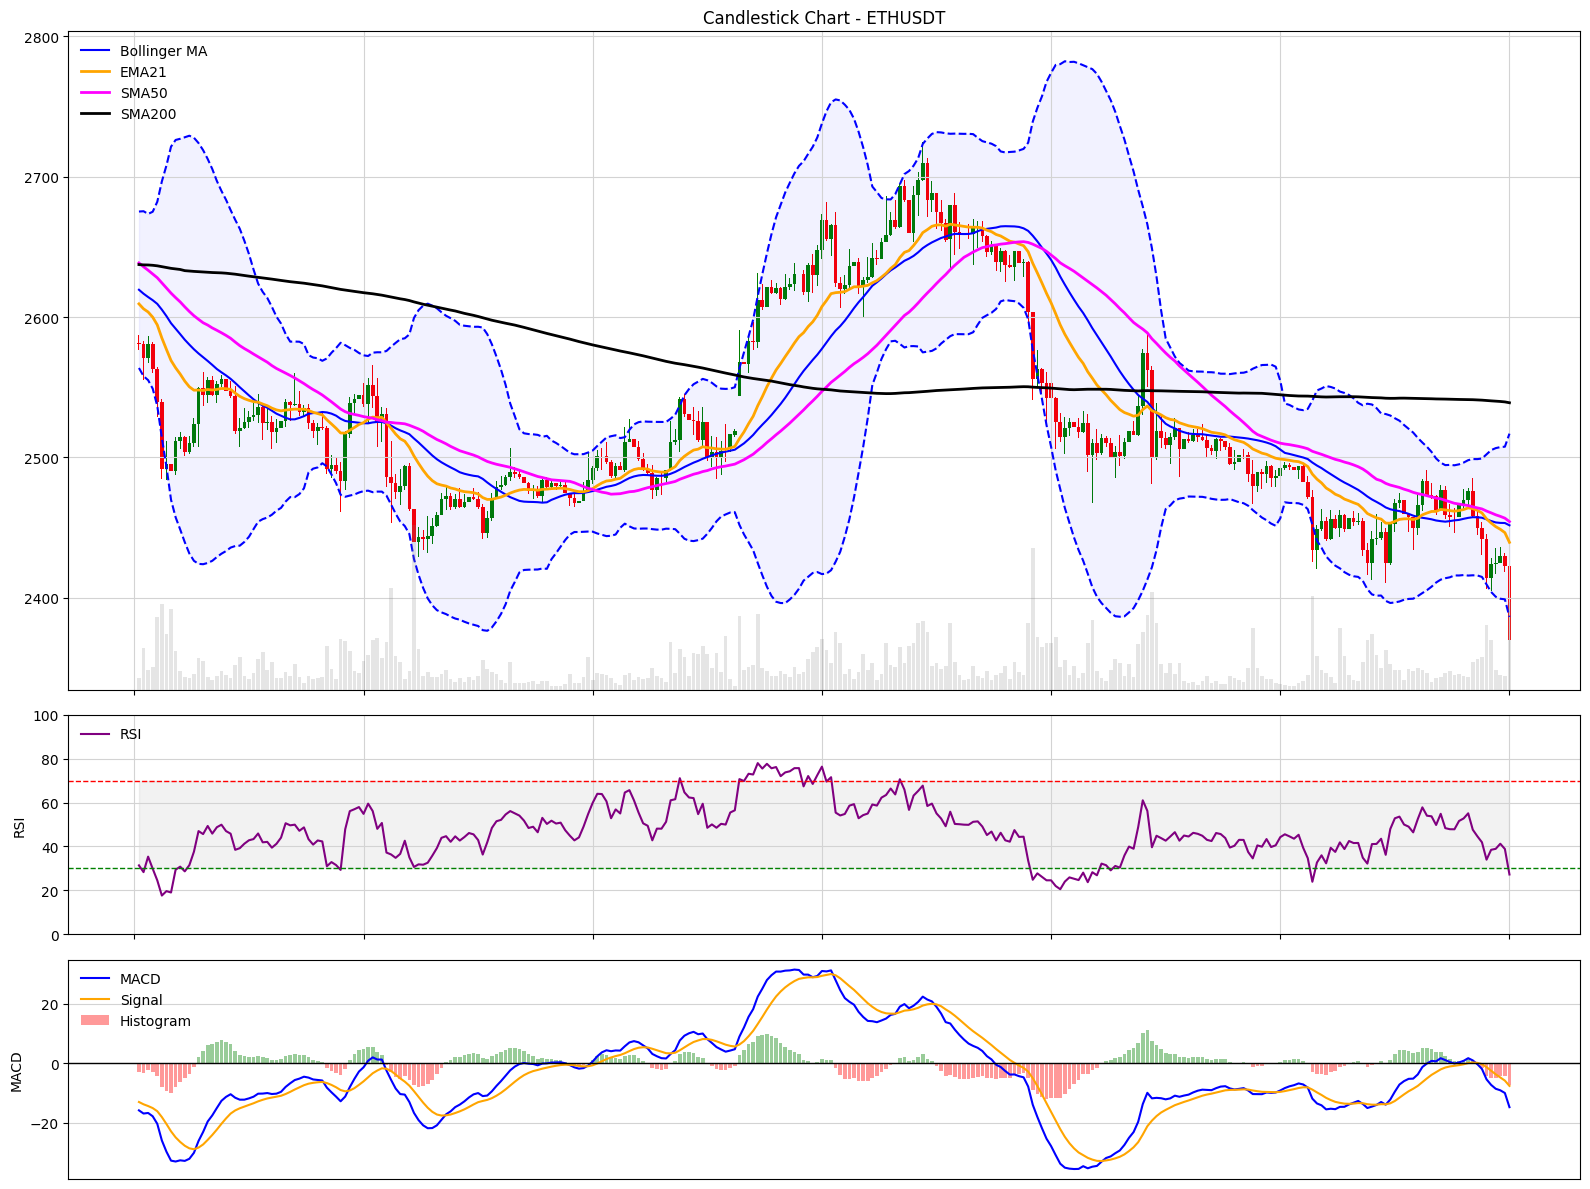 Candlestick Chart - ETHUSDT
2800
2700
2600
2500
2400
Bollinger MA
EMA21
SMA50
SMA200
100
80
60
40
20
0
RSI
RSI
20
0
−20
MACD
MACD
Signal
Histogram